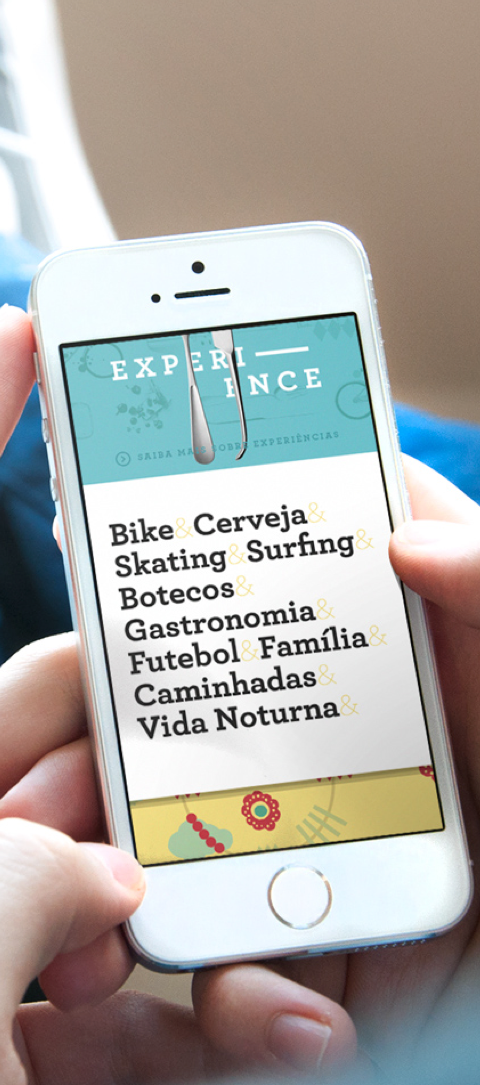 EXPERI
ENCE
SAIBA MAIS SOBRE EXPERIÊNCIAS
Bike & Cerveja &
Skating & Surfing &
Botecos &
Gastronomia &
Futebol & Família &
Caminhadas &
Vida Noturna &